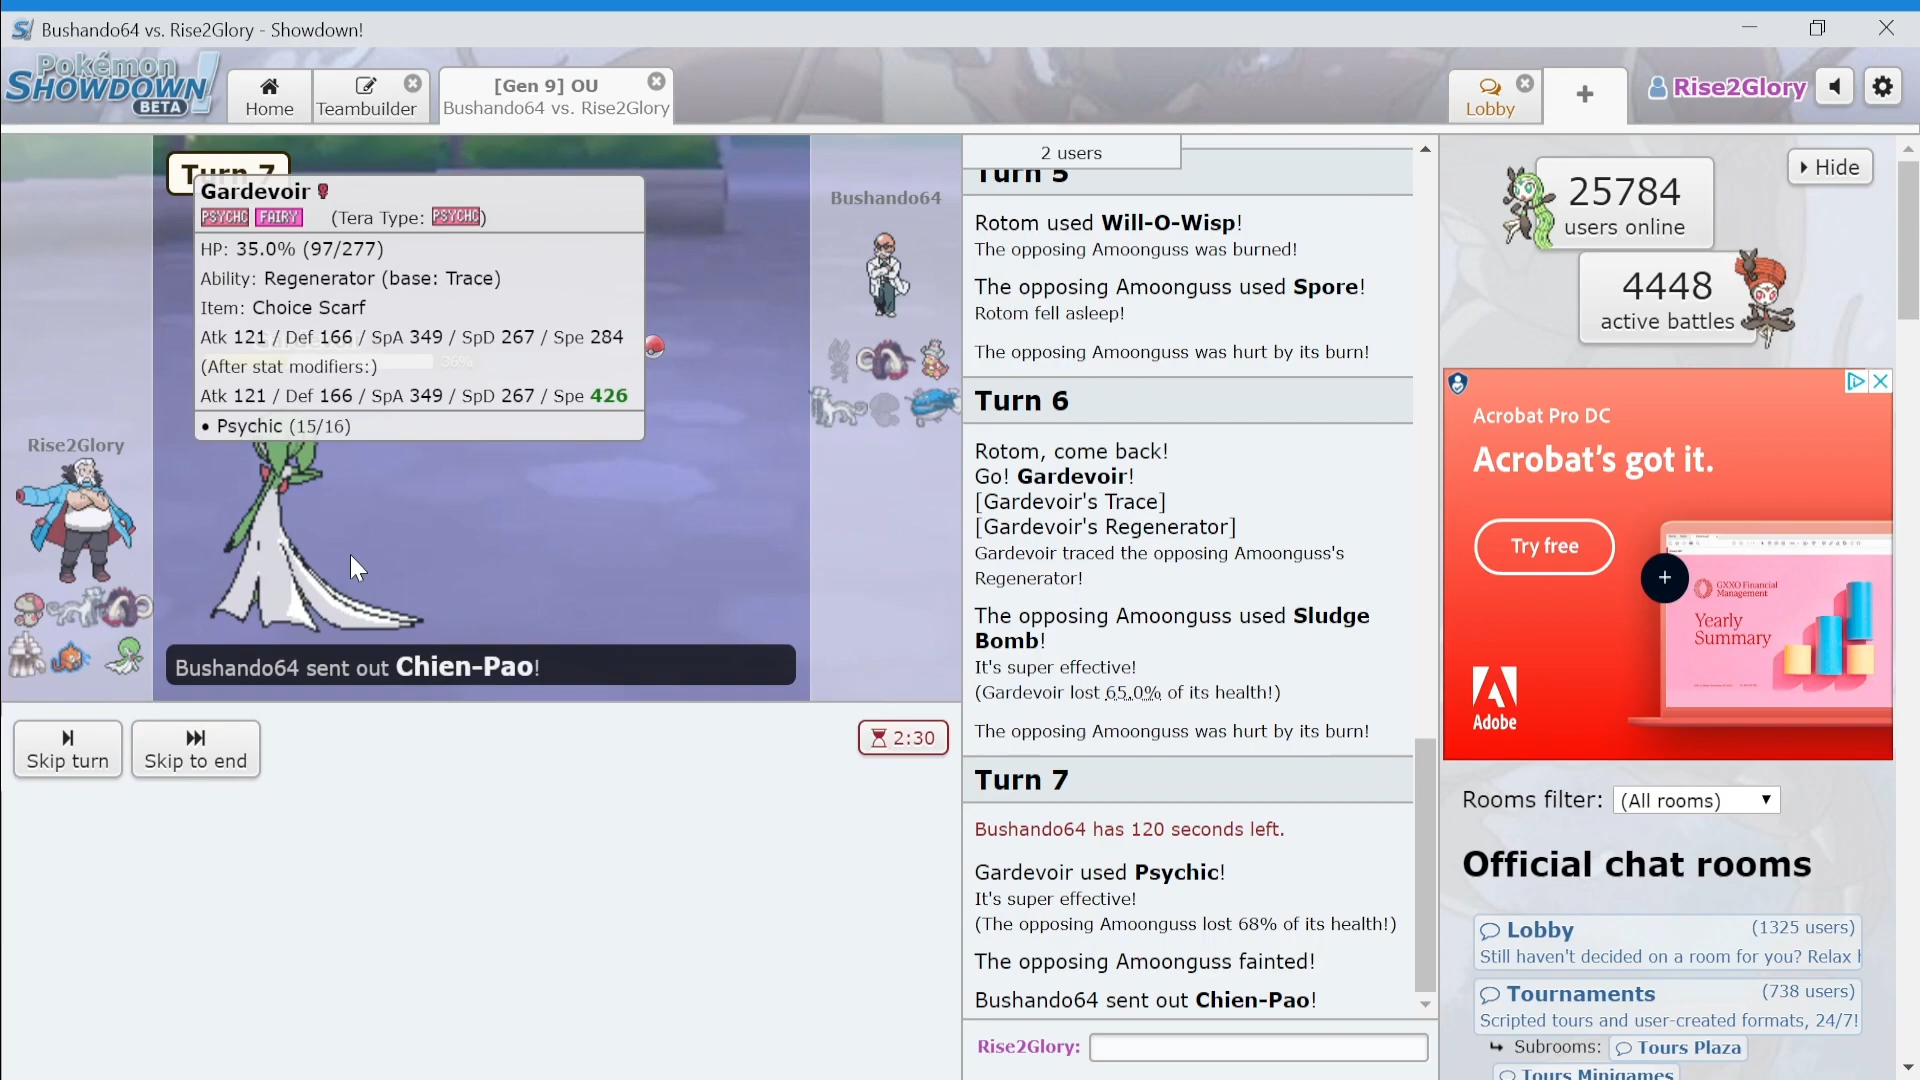 Bushando64 vs. Rise2Glory - Showdown!
Pokémon
SHOWDOWN!
BETA
Home
Teambuilder
[Gen 9] OU
Bushando64 vs. Rise2Glory
Lobby
Rise2Glory
Turn 7
Gardevoir
PSYCHC FAIRY (Tera Type: PSYCHC)
HP: 35.0% (97/277)
Ability: Regenerator (base: Trace)
Item: Choice Scarf
Atk 121 / Def 166 / SpA 349 / SpD 267 / Spe 284
(After stat modifiers:)
36%
Atk 121 / Def 166 / SpA 349 / SpD 267 / Spe 426
• Psychic (15/16)
Rise2Glory
Bushando64
Bushando64 sent out Chien-Pao!
Skip turn
Skip to end
2:30
2 users
Turn 5
Rotom used Will-O-Wisp!
The opposing Amoonguss was burned!
The opposing Amoonguss used Spore!
Rotom fell asleep!
The opposing Amoonguss was hurt by its burn!
Turn 6
Rotom, come back!
Go! Gardevoir!
[Gardevoir's Trace]
[Gardevoir's Regenerator]
Gardevoir traced the opposing Amoonguss's
Regenerator!
The opposing Amoonguss used Sludge
Bomb!
It's super effective!
(Gardevoir lost 65.0% of its health!)
The opposing Amoonguss was hurt by its burn!
Turn 7
Bushando64 has 120 seconds left.
Gardevoir used Psychic!
It's super effective!
(The opposing Amoonguss lost 68% of its health!)
The opposing Amoonguss fainted!
Bushando64 sent out Chien-Pao!
Rise2Glory:
Hide
25784
users online
4448
active battles
Acrobat Pro DC
Acrobat's got it.
Try free
GXXO Financial
Management
Yearly
Summary
Adobe
Rooms filter: (All rooms)
Official chat rooms
Lobby (1325 users)
Still haven't decided on a room for you? Relax
Tournaments (738 users)
Scripted tours and user-created formats, 24/7!
Subrooms: Tours Plaza
Tours Minigames